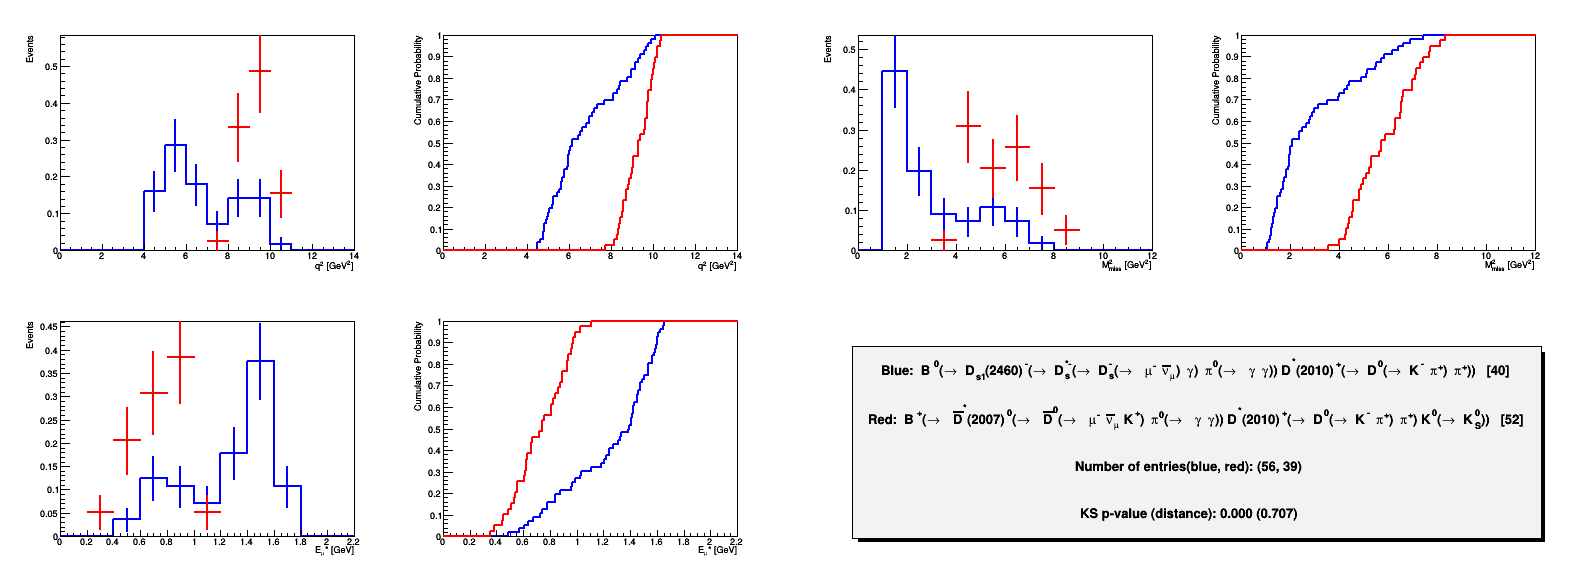 Events
0.5
0.4
0.3
0.2
0.1
0
0 2 4 6 8 10 12 14
q² [GeV²]
Cumulative Probability
1
0.9
0.8
0.7
0.6
0.5
0.4
0.3
0.2
0.1
0
0 2 4 6 8 10 12 14
q² [GeV²]
Events
0.5
0.4
0.3
0.2
0.1
0
0 2 4 6 8 10 12
M²miss [GeV²]
Cumulative Probability
1
0.9
0.8
0.7
0.6
0.5
0.4
0.3
0.2
0.1
0
0 2 4 6 8 10 12
M²miss [GeV²]
Events
0.45
0.4
0.35
0.3
0.25
0.2
0.15
0.1
0.05
0
0 0.2 0.4 0.6 0.8 1 1.2 1.4 1.6 1.8 2 2.2
Eμ* [GeV]
Cumulative Probability
1
0.9
0.8
0.7
0.6
0.5
0.4
0.3
0.2
0.1
0
0 0.2 0.4 0.6 0.8 1 1.2 1.4 1.6 1.8 2 2.2
Eμ* [GeV]
Blue: B⁰(→ Ds1(2460)⁻(→ Ds*⁻(→ Ds⁻(→ μ⁻ ν̅μ) γ) π⁰(→ γ γ)) D*(2010)⁺(→ D⁰(→ K⁻ π⁺) π⁺)) [40]
Red: B⁺(→ D̅*(2007)⁰(→ D̅⁰(→ μ⁻ ν̅μ K⁺) π⁰(→ γ γ)) D*(2010)⁺(→ D⁰(→ K⁻ π⁺) π⁺) K⁰(→ K⁰S)) [52]
Number of entries(blue, red): (56, 39)
KS p-value (distance): 0.000 (0.707)